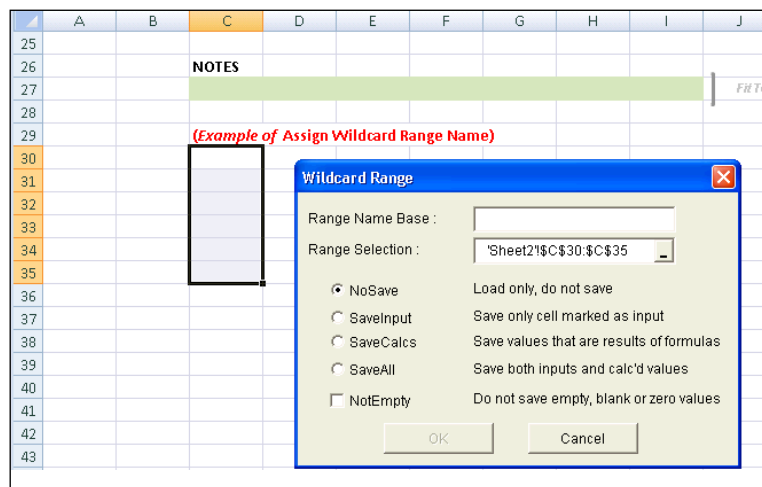 A B C D E F G H I J
25
26 NOTES
27 FitT
28
29 (Example of Assign Wildcard Range Name)
30
31 Wildcard Range
32
33 Range Name Base :
34 Range Selection : 'Sheet2'!$C$30:$C$35
35
36 NoSave Load only, do not save
37 SaveInput Save only cell marked as input
38 SaveCalcs Save values that are results of formulas
39 SaveAll Save both inputs and calc'd values
40
41 NotEmpty Do not save empty, blank or zero values
42 OK Cancel
43